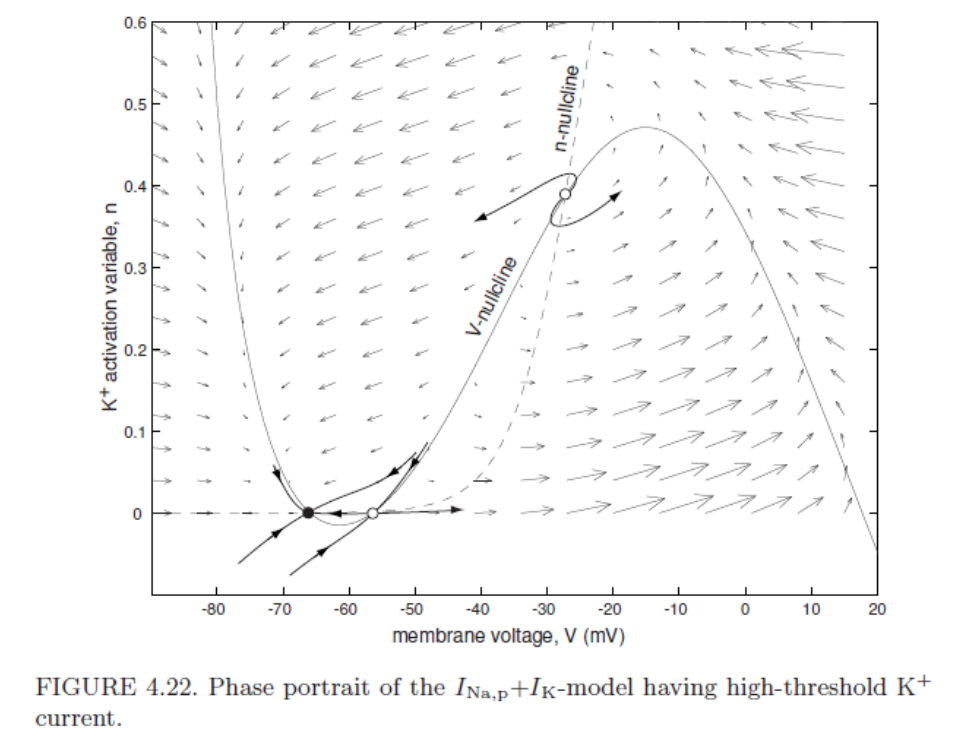 0.6
0.5
0.4
0.3
0.2
0.1
0
K+ activation variable, n
n-nullcline
V-nullcline
-80 -70 -60 -50 -40 -30 -20 -10 0 10 20
membrane voltage, V (mV)
FIGURE 4.22. Phase portrait of the INa,p+IK-model having high-threshold K+
current.